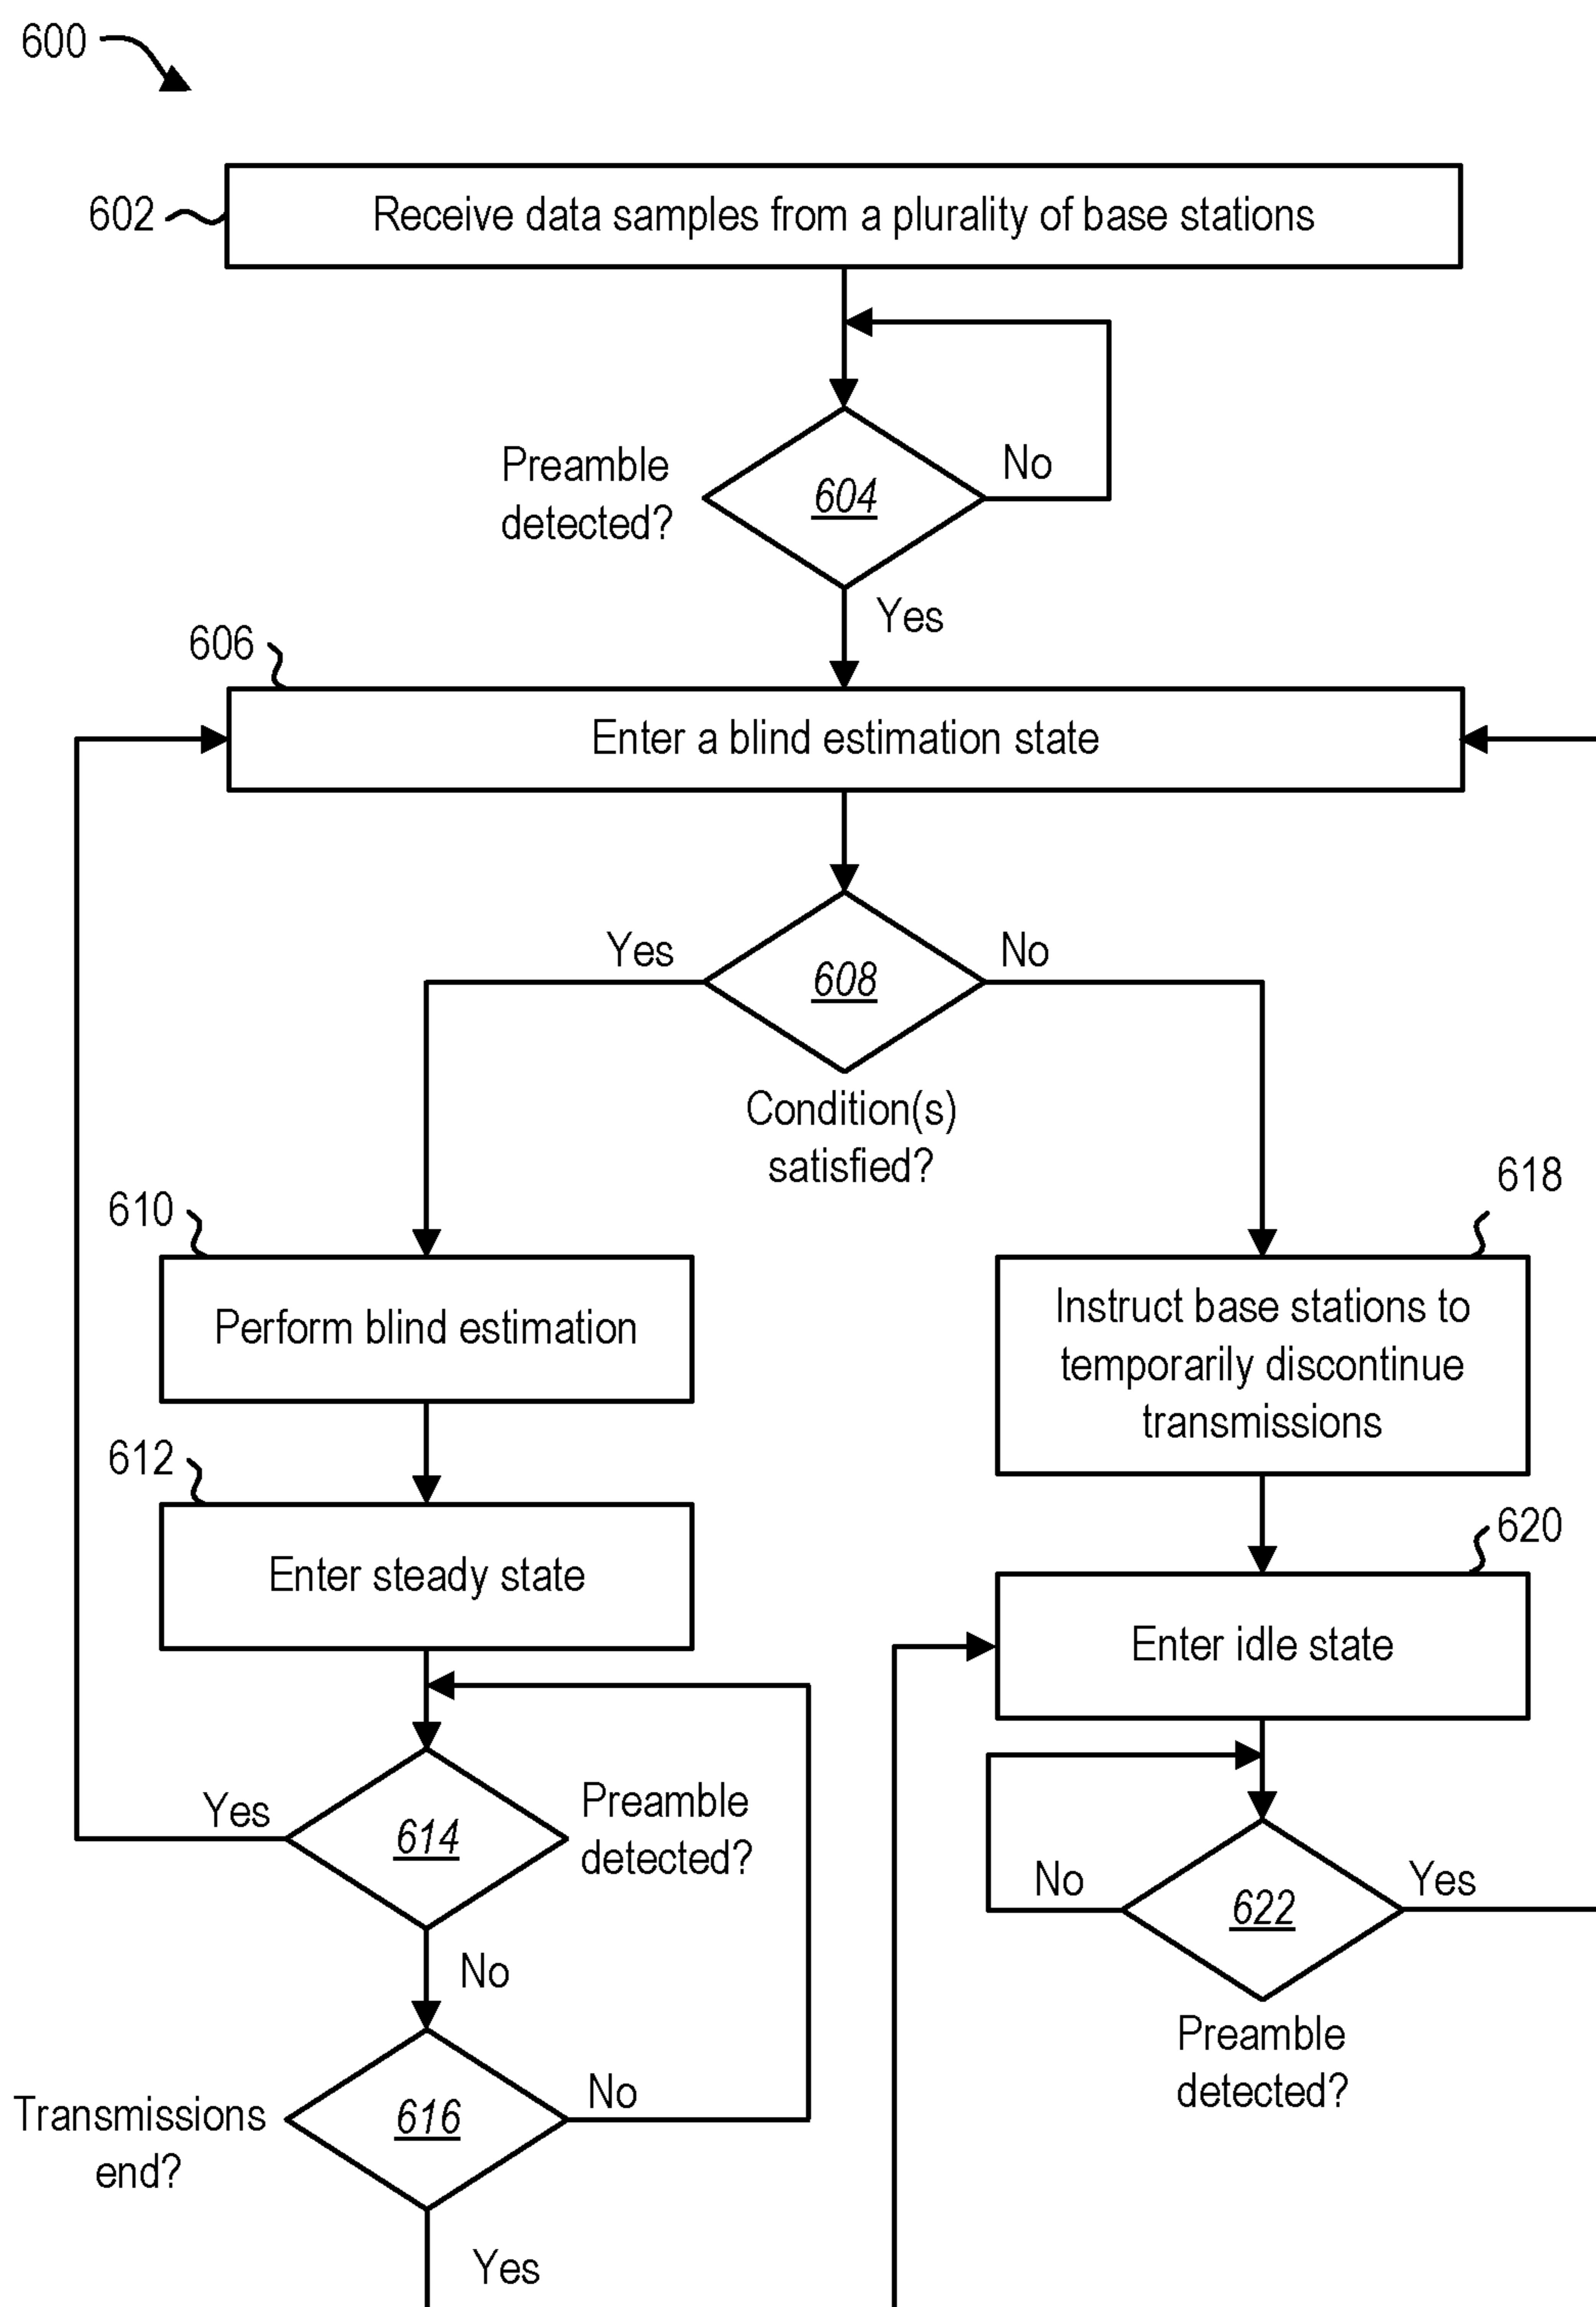 600
602
Receive data samples from a plurality of base stations
Preamble
detected?
604
No
Yes
606
Enter a blind estimation state
Yes
608
No
Condition(s)
satisfied?
610
618
Perform blind estimation
Instruct base stations to
temporarily discontinue
transmissions
612
620
Enter steady state
Enter idle state
Yes
614
Preamble
detected?
No
622
Yes
No
Preamble
detected?
Transmissions
end?
616
No
Yes